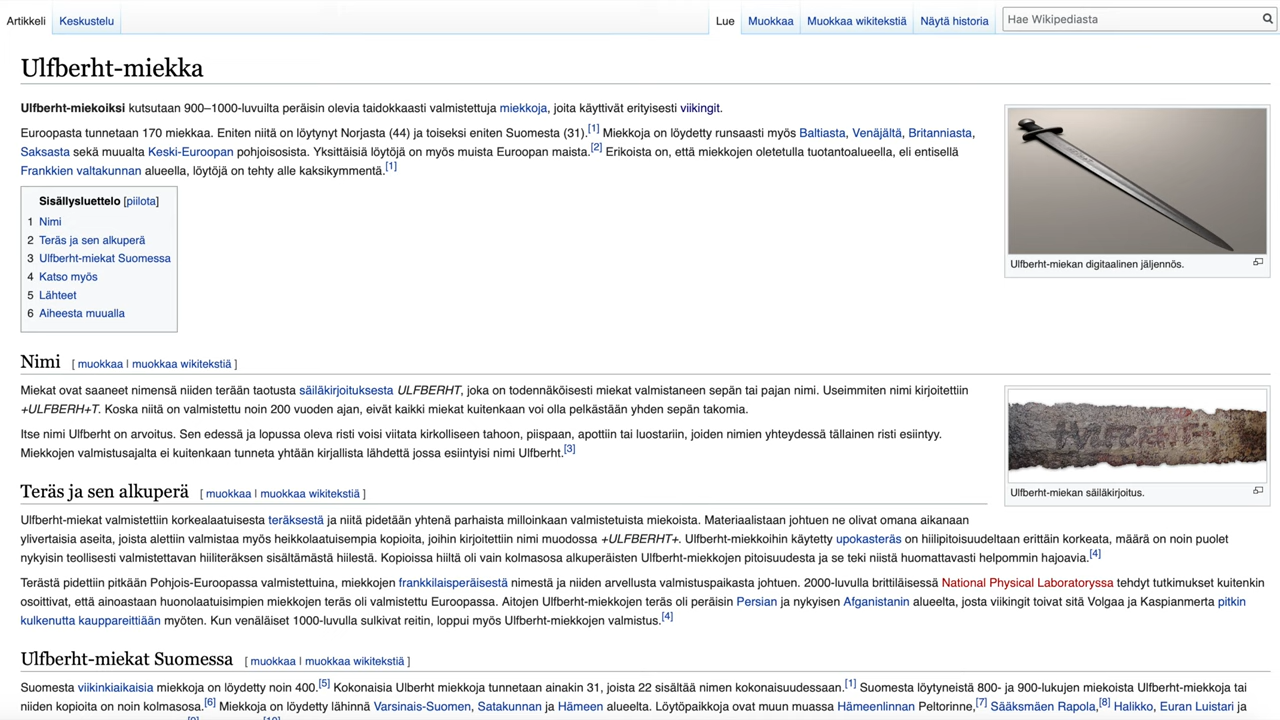 Artikkeli Keskustelu Lue Muokkaa Muokkaa wikitekstiä Näytä historia Hae Wikipediasta
Ulfberht-miekka
Ulfberht-miekoiksi kutsutaan 900–1000-luvuilta peräisin olevia taidokkaasti valmistettuja miekkoja, joita käyttivät erityisesti viikingit.
Euroopasta tunnetaan 170 miekkaa. Eniten niitä on löytynyt Norjasta (44) ja toiseksi eniten Suomesta (31).[1] Miekkoja on löydetty runsaasti myös Baltiasta, Venäjältä, Britanniasta,
Saksasta sekä muualta Keski-Euroopan pohjoisosista. Yksittäisiä löytöjä on myös muista Euroopan maista.[2] Erikoista on, että miekkojen oletetulla tuotantoalueella, eli entisellä
Frankkien valtakunnan alueella, löytöjä on tehty alle kaksikymmentä.[1]
Ulfberht-miekan digitaalinen jäljennös.
Sisällysluettelo [piilota]
1 Nimi
2 Teräs ja sen alkuperä
3 Ulfberht-miekat Suomessa
4 Katso myös
5 Lähteet
6 Aiheesta muualla
Nimi [ muokkaa | muokkaa wikitekstiä ]
Miekat ovat saaneet nimensä niiden terään taotusta säiläkirjoituksesta ULFBERHT, joka on todennäköisesti miekat valmistaneen sepän tai pajan nimi. Useimmiten nimi kirjoitettiin
+ULFBERH+T. Koska niitä on valmistettu noin 200 vuoden ajan, eivät kaikki miekat kuitenkaan voi olla pelkästään yhden sepän takomia.
Itse nimi Ulfberht on arvoitus. Sen edessä ja lopussa oleva risti voisi viitata kirkolliseen tahoon, piispaan, apottiin tai luostariin, joiden nimien yhteydessä tällainen risti esiintyy.
Miekkojen valmistusajalta ei kuitenkaan tunneta yhtään kirjallista lähdettä jossa esiintyisi nimi Ulfberht.[3]
Ulfberht-miekan säiläkirjoitus.
Teräs ja sen alkuperä [ muokkaa | muokkaa wikitekstiä ]
Ulfberht-miekat valmistettiin korkealaatuisesta teräksestä ja niitä pidetään yhtenä parhaista milloinkaan valmistetuista miekoista. Materiaalistaan johtuen ne olivat omana aikanaan
ylivertaisia aseita, joista alettiin valmistaa myös heikkolaatuisempia kopioita, joihin kirjoitettiin nimi muodossa +ULFBERHT+. Ulfberht-miekkoihin käytetty upokasteräs on hiilipitoisuudeltaan erittäin korkeata, määrä on noin puolet
nykyisin teollisesti valmistettavan hiiliteräksen sisältämästä hiilestä. Kopioissa hiiltä oli vain kolmasosa alkuperäisten Ulfberht-miekkojen pitoisuudesta ja se teki niistä huomattavasti helpommin hajoavia.[4]
Terästä pidettiin pitkään Pohjois-Euroopassa valmistettuina, miekkojen frankkilaisperäisestä nimestä ja niiden arvellusta valmistuspaikasta johtuen. 2000-luvulla brittiläisessä National Physical Laboratoryssa tehdyt tutkimukset kuitenkin
osoittivat, että ainoastaan huonolaatuisimpien miekkojen teräs oli valmistettu Euroopassa. Aitojen Ulfberht-miekkojen teräs oli peräisin Persian ja nykyisen Afganistanin alueelta, josta viikingit toivat sitä Volgaa ja Kaspianmerta pitkin
kulkenutta kauppareittiään myöten. Kun venäläiset 1000-luvulla sulkivat reitin, loppui myös Ulfberht-miekkojen valmistus.[4]
Ulfberht-miekat Suomessa [ muokkaa | muokkaa wikitekstiä ]
Suomesta viikinkiaikaisia miekkoja on löydetty noin 400.[5] Kokonaisia Ulberht miekkoja tunnetaan ainakin 31, joista 22 sisältää nimen kokonaisuudessaan.[1] Suomesta löytyneistä 800- ja 900-lukujen miekoista Ulfberht-miekkoja tai
niiden kopioita on noin kolmasosa.[6] Miekkoja on löydetty lähinnä Varsinais-Suomen, Satakunnan ja Hämeen alueelta. Löytöpaikkoja ovat muun muassa Hämeenlinnan Peltorinne,[7] Sääksmäen Rapola,[8] Halikko, Euran Luistari ja